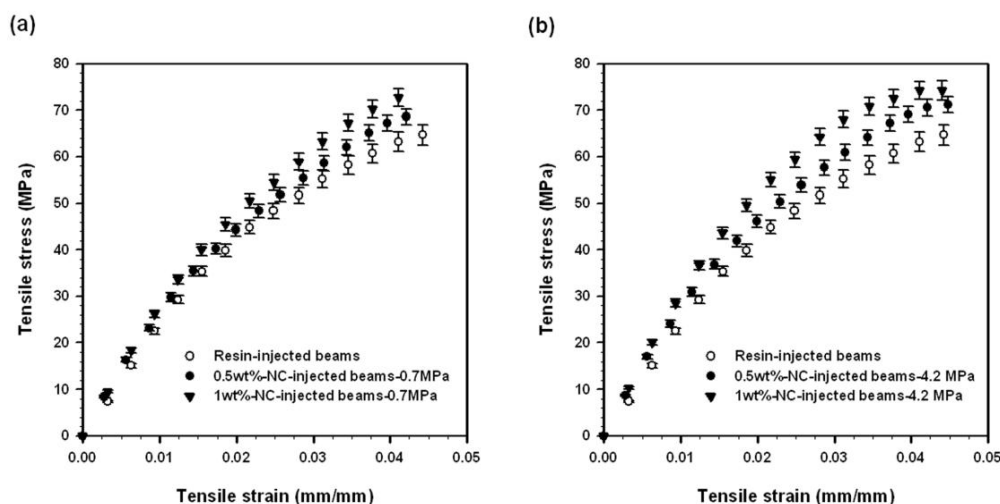 (a)
80
70
60
50
40
30
20
10
0
Tensile stress (MPa)
Resin-injected beams
0.5wt%-NC-injected beams-0.7MPa
1wt%-NC-injected beams-0.7MPa
0.00 0.01 0.02 0.03 0.04 0.05
Tensile strain (mm/mm)
(b)
80
70
60
50
40
30
20
10
0
Tensile stress (MPa)
Resin-injected beams
0.5wt%-NC-injected beams-4.2 MPa
1wt%-NC-injected beams-4.2 MPa
0.00 0.01 0.02 0.03 0.04 0.05
Tensile strain (mm/mm)